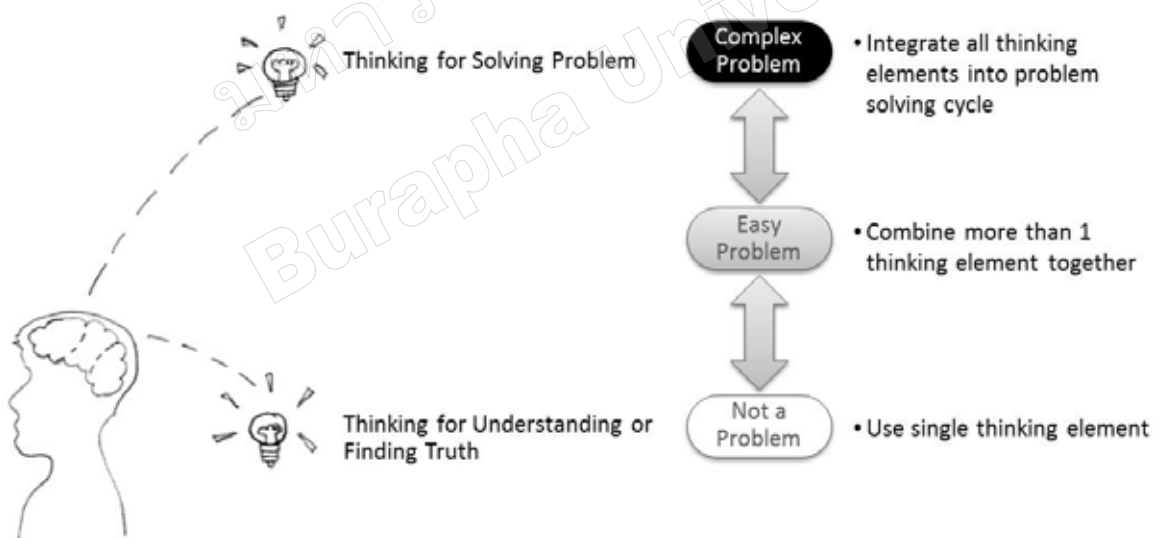 Thinking for Solving Problem
Complex
Problem
• Integrate all thinking
elements into problem
solving cycle
Easy
Problem
• Combine more than 1
thinking element together
Thinking for Understanding or
Finding Truth
Not a
Problem
• Use single thinking element
Burapha